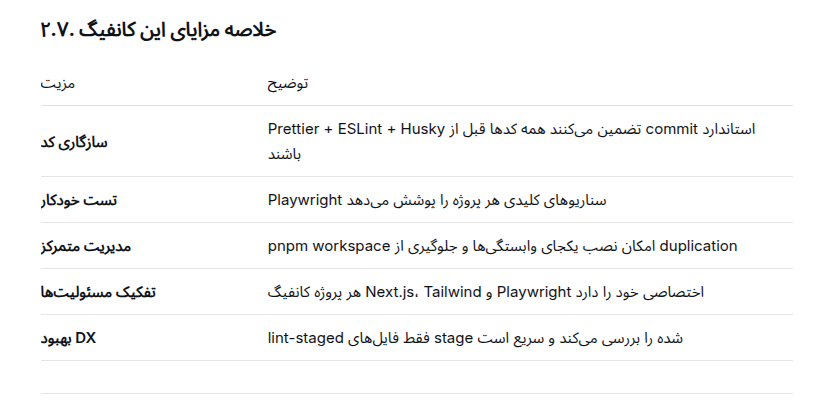 ۲.۷. خلاصه مزایای این کانفیگ
مزیت	توضیح
سازگاری کد	Prettier + ESLint + Husky تضمین می‌کنند همه کدها قبل از commit استاندارد
باشند
تست خودکار	Playwright سناریوهای کلیدی هر پروژه را پوشش می‌دهد
مدیریت متمرکز	pnpm workspace امکان نصب یکجای وابستگی‌ها و جلوگیری از duplication
تفکیک مسئولیت‌ها	هر پروژه کانفیگ Next.js، Tailwind و Playwright اختصاصی خود را دارد
بهبود DX	lint-staged فقط فایل‌های stage شده را بررسی می‌کند و سریع است